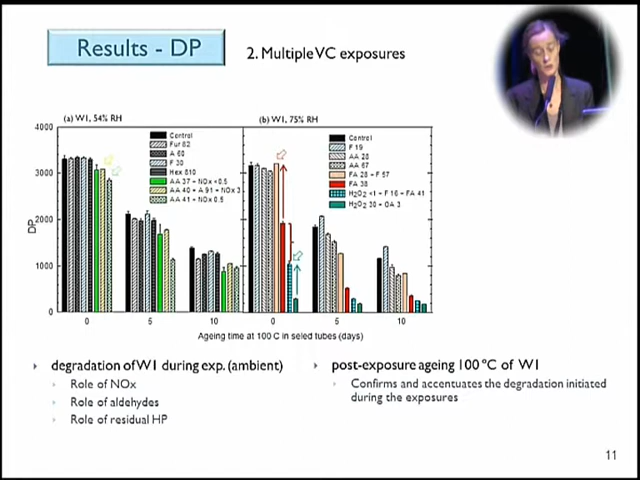 Results - DP
2. Multiple VC exposures
(a) W1, 54% RH
(b) W1, 75% RH
4000
3000
2000
1000
0
DP
Control
Fur 82
A 60
F 30
Hex 810
AA 37 + NOx <0.5
AA 40 + A 91 + NOx 3
AA 41 + NOx 0.5
Control
F 19
AA 28
AA 67
FA 28 + F 57
FA 38
H2O2 <1 + F 16 + FA 41
H2O2 30 + OA 3
0 5 10 0 5 10
Ageing time at 100 C in seled tubes (days)
degradation of W1 during exp. (ambient)
Role of NOx
Role of aldehydes
Role of residual HP
post-exposure ageing 100 ºC of W1
Confirms and accentuates the degradation initiated
during the exposures
11